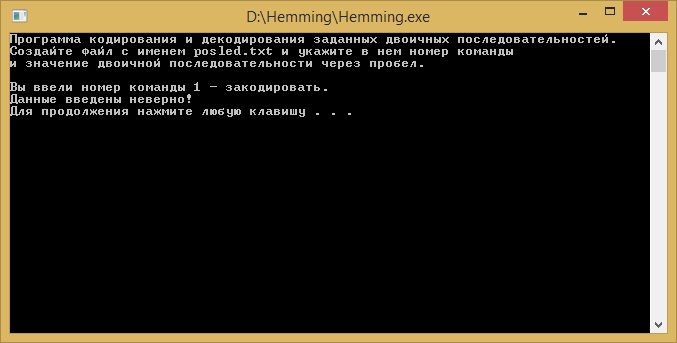 D:\Hemming\Hemming.exe
Программа кодирования и декодирования заданных двоичных последовательностей.
Создайте файл с именем posled.txt и укажите в нем номер команды
и значение двоичной последовательности через пробел.
Вы ввели номер команды 1 - закодировать.
Данные введены неверно!
Для продолжения нажмите любую клавишу . . .